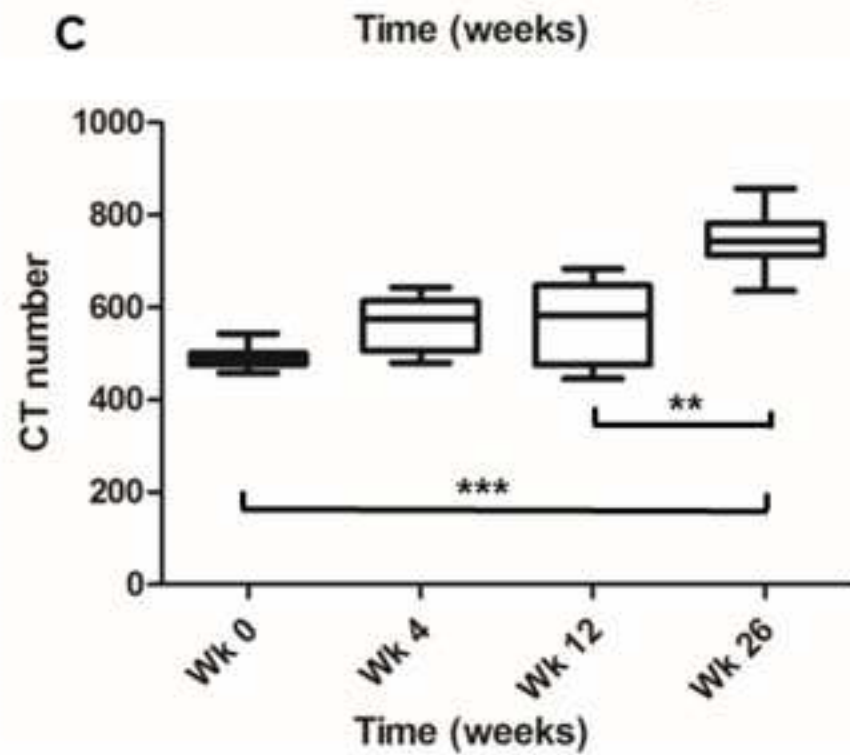 C
Time (weeks)
1000
800
600
400
200
0
CT number
**
***
Wk 0
Wk 4
Wk 12
Wk 26
Time (weeks)